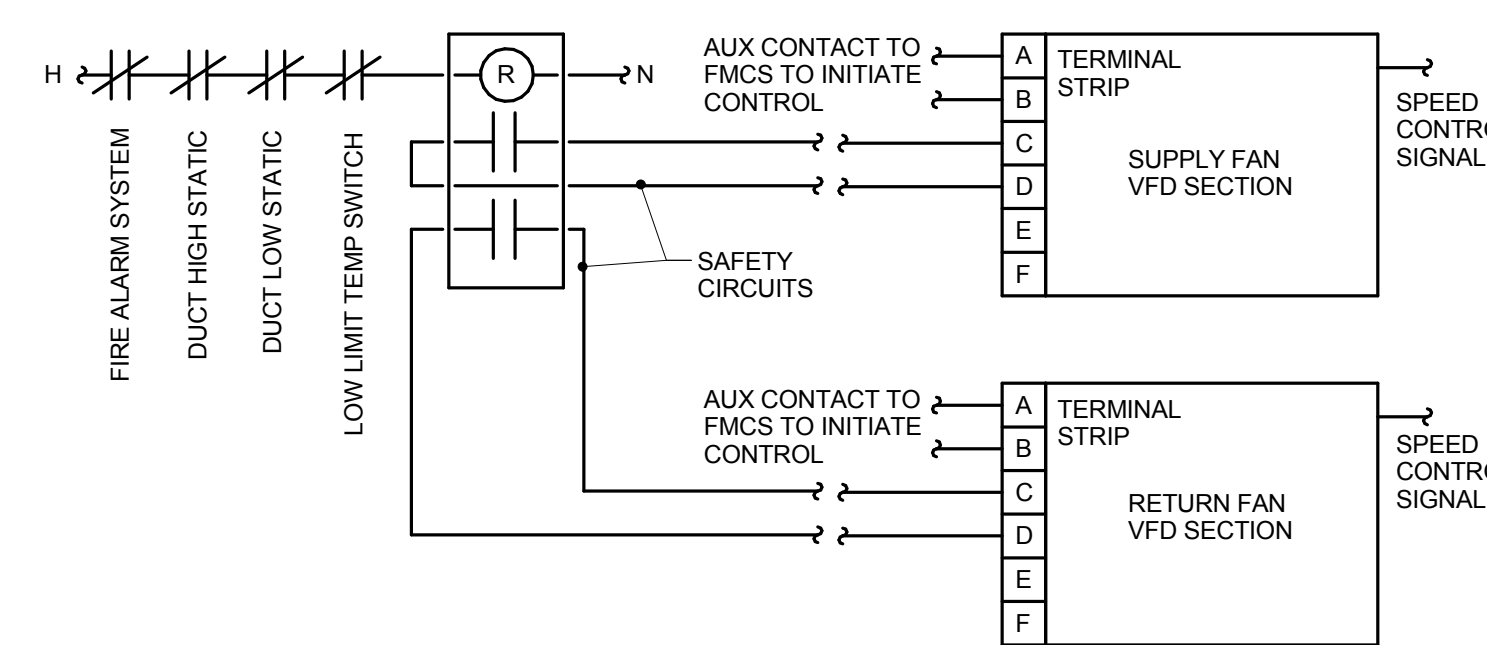 H
R
N
FIRE ALARM SYSTEM
DUCT HIGH STATIC
DUCT LOW STATIC
LOW LIMIT TEMP SWITCH
SAFETY
CIRCUITS
AUX CONTACT TO
FMCS TO INITIATE
CONTROL
A
B
C
D
E
F
TERMINAL
STRIP
SUPPLY FAN
VFD SECTION
SPEED
CONTRO
SIGNAL
AUX CONTACT TO
FMCS TO INITIATE
CONTROL
A
B
C
D
E
F
TERMINAL
STRIP
RETURN FAN
VFD SECTION
SPEED
CONTRO
SIGNAL